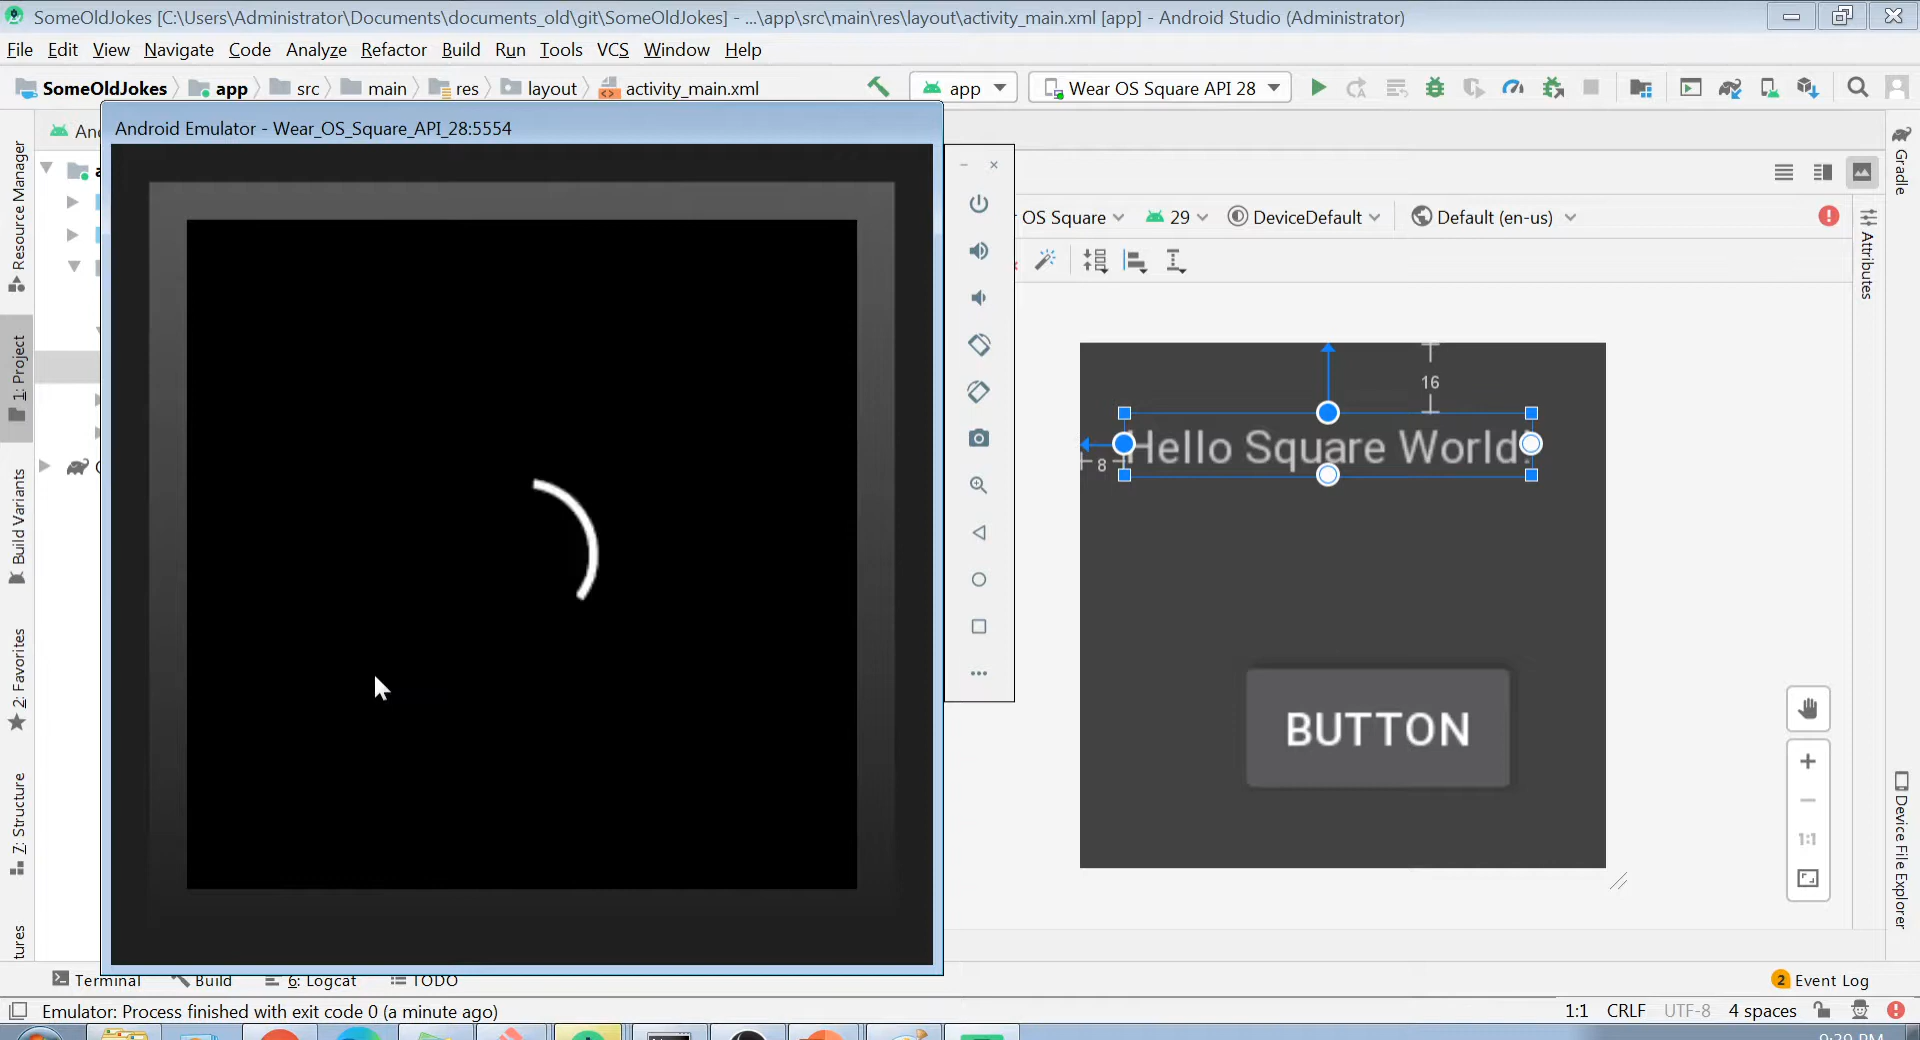 SomeOldJokes [C:\Users\Administrator\Documents\documents_old\git\SomeOldJokes] - ...\app\src\main\res\layout\activity_main.xml [app] - Android Studio (Administrator)
File Edit View Navigate Code Analyze Refactor Build Run Tools VCS Window Help
SomeOldJokes app src main res layout activity_main.xml app Wear OS Square API 28
Android Emulator - Wear_OS_Square_API_28:5554
OS Square 29 DeviceDefault Default (en-us)
Resource Manager
1: Project
Build Variants
2: Favorites
Z: Structure
tures
Gradle
Attributes
Device File Explorer
16
8
Hello Square World!
BUTTON
1:1
Terminal Build 6: Logcat TODO 2 Event Log
Emulator: Process finished with exit code 0 (a minute ago) 1:1 CRLF UTF-8 4 spaces